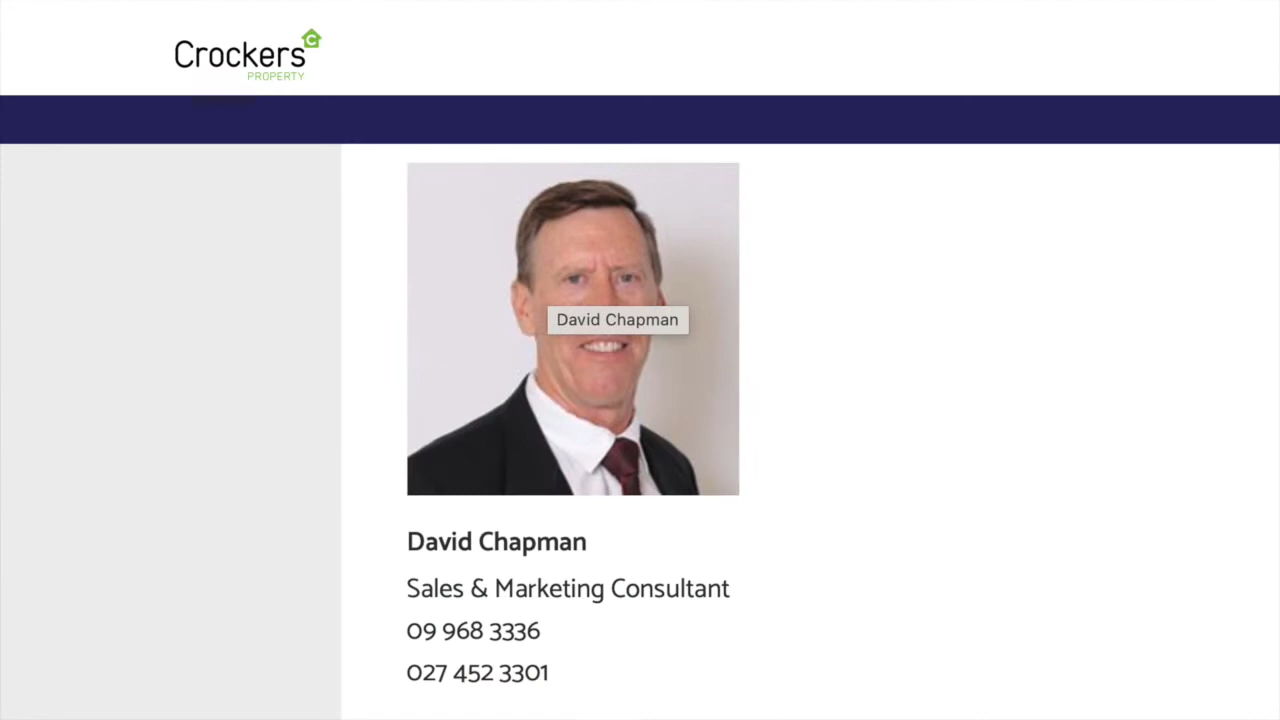 Crockers
PROPERTY
David Chapman
David Chapman
Sales & Marketing Consultant
09 968 3336
027 452 3301